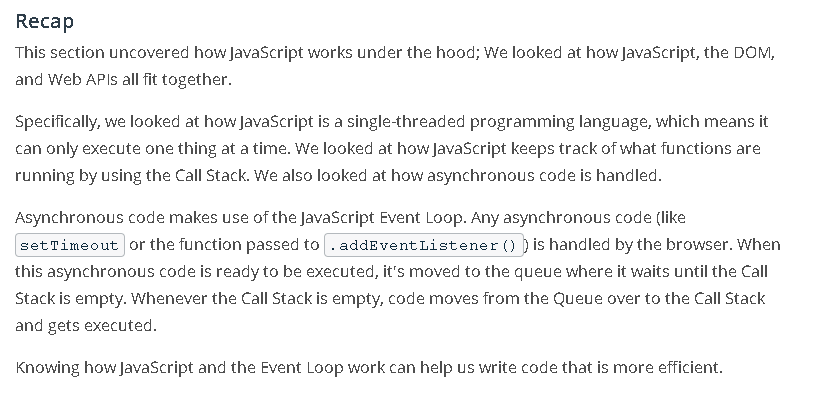 Recap
This section uncovered how JavaScript works under the hood; We looked at how JavaScript, the DOM,
and Web APIs all fit together.
Specifically, we looked at how JavaScript is a single-threaded programming language, which means it
can only execute one thing at a time. We looked at how JavaScript keeps track of what functions are
running by using the Call Stack. We also looked at how asynchronous code is handled.
Asynchronous code makes use of the JavaScript Event Loop. Any asynchronous code (like
setTimeout or the function passed to .addEventListener() ) is handled by the browser. When
this asynchronous code is ready to be executed, it's moved to the queue where it waits until the Call
Stack is empty. Whenever the Call Stack is empty, code moves from the Queue over to the Call Stack
and gets executed.
Knowing how JavaScript and the Event Loop work can help us write code that is more efficient.